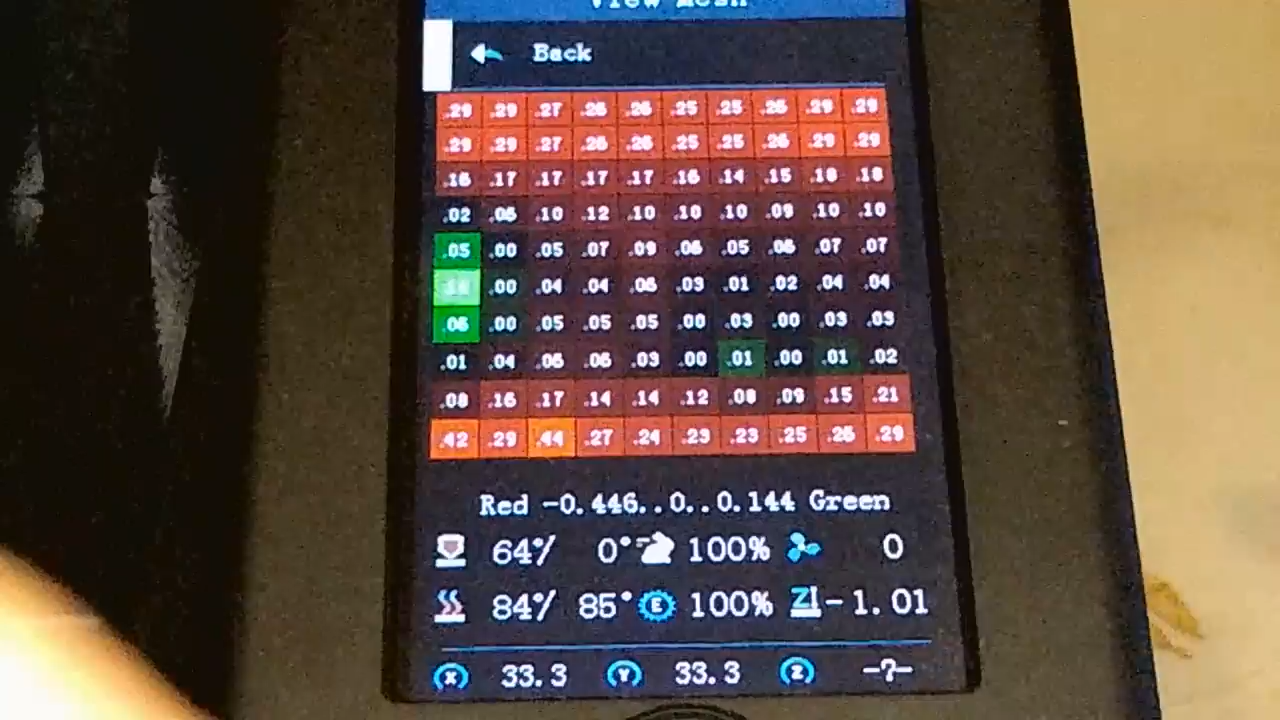 View Mesh
Back
.29 .29 .27 .26 .26 .25 .25 .26 .29 .29
.29 .29 .27 .26 .26 .25 .25 .26 .29 .29
.16 .17 .17 .17 .17 .16 .14 .15 .18 .18
.02 .06 .10 .12 .10 .10 .10 .09 .10 .10
.05 .00 .05 .07 .09 .06 .05 .06 .07 .07
.00 .04 .04 .06 .03 .01 .02 .04 .04
.06 .00 .05 .05 .05 .00 .03 .00 .03 .03
.01 .04 .06 .06 .03 .00 .01 .00 .01 .02
.08 .16 .17 .14 .14 .12 .08 .09 .15 .21
.42 .29 .44 .27 .24 .23 .23 .25 .26 .29
Red -0.446..0..0.144 Green
64°/ 0° 100% 0
84°/ 85° E 100% Z -1.01
X 33.3 Y 33.3 Z -?-